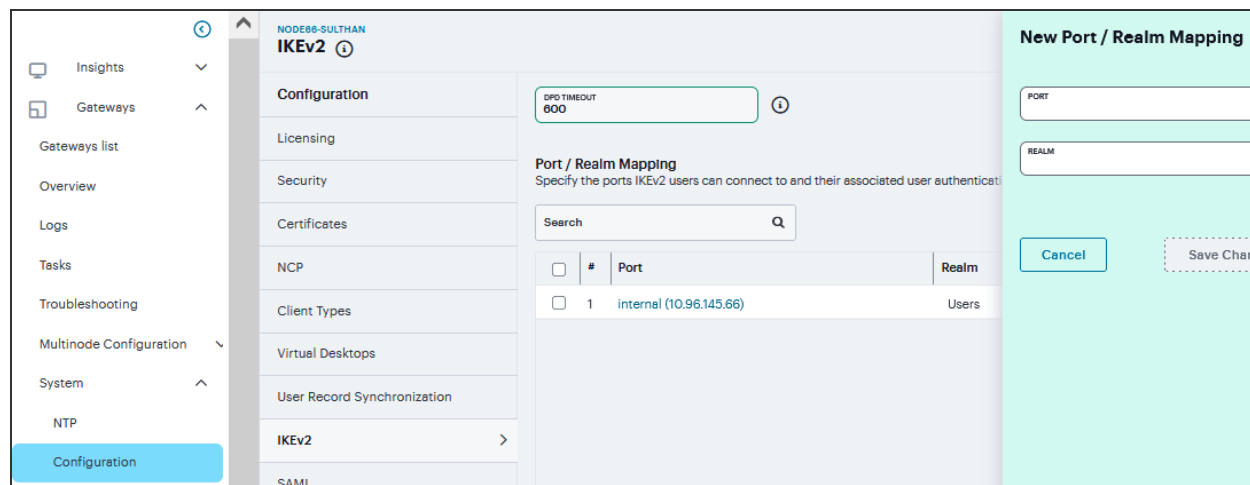 Insights
Gateways
Gateways list
Overview
Logs
Tasks
Troubleshooting
Multinode Configuration
System
NTP
Configuration
NODE66-SULTHAN
IKEv2
Configuration
Licensing
Security
Certificates
NCP
Client Types
Virtual Desktops
User Record Synchronization
IKEv2
SAML
DPD TIMEOUT
600
Port / Realm Mapping
Specify the ports IKEv2 users can connect to and their associated user authenticati
Search
# Port Realm
1 internal (10.96.145.66) Users
New Port / Realm Mapping
PORT
REALM
Cancel Save Chan